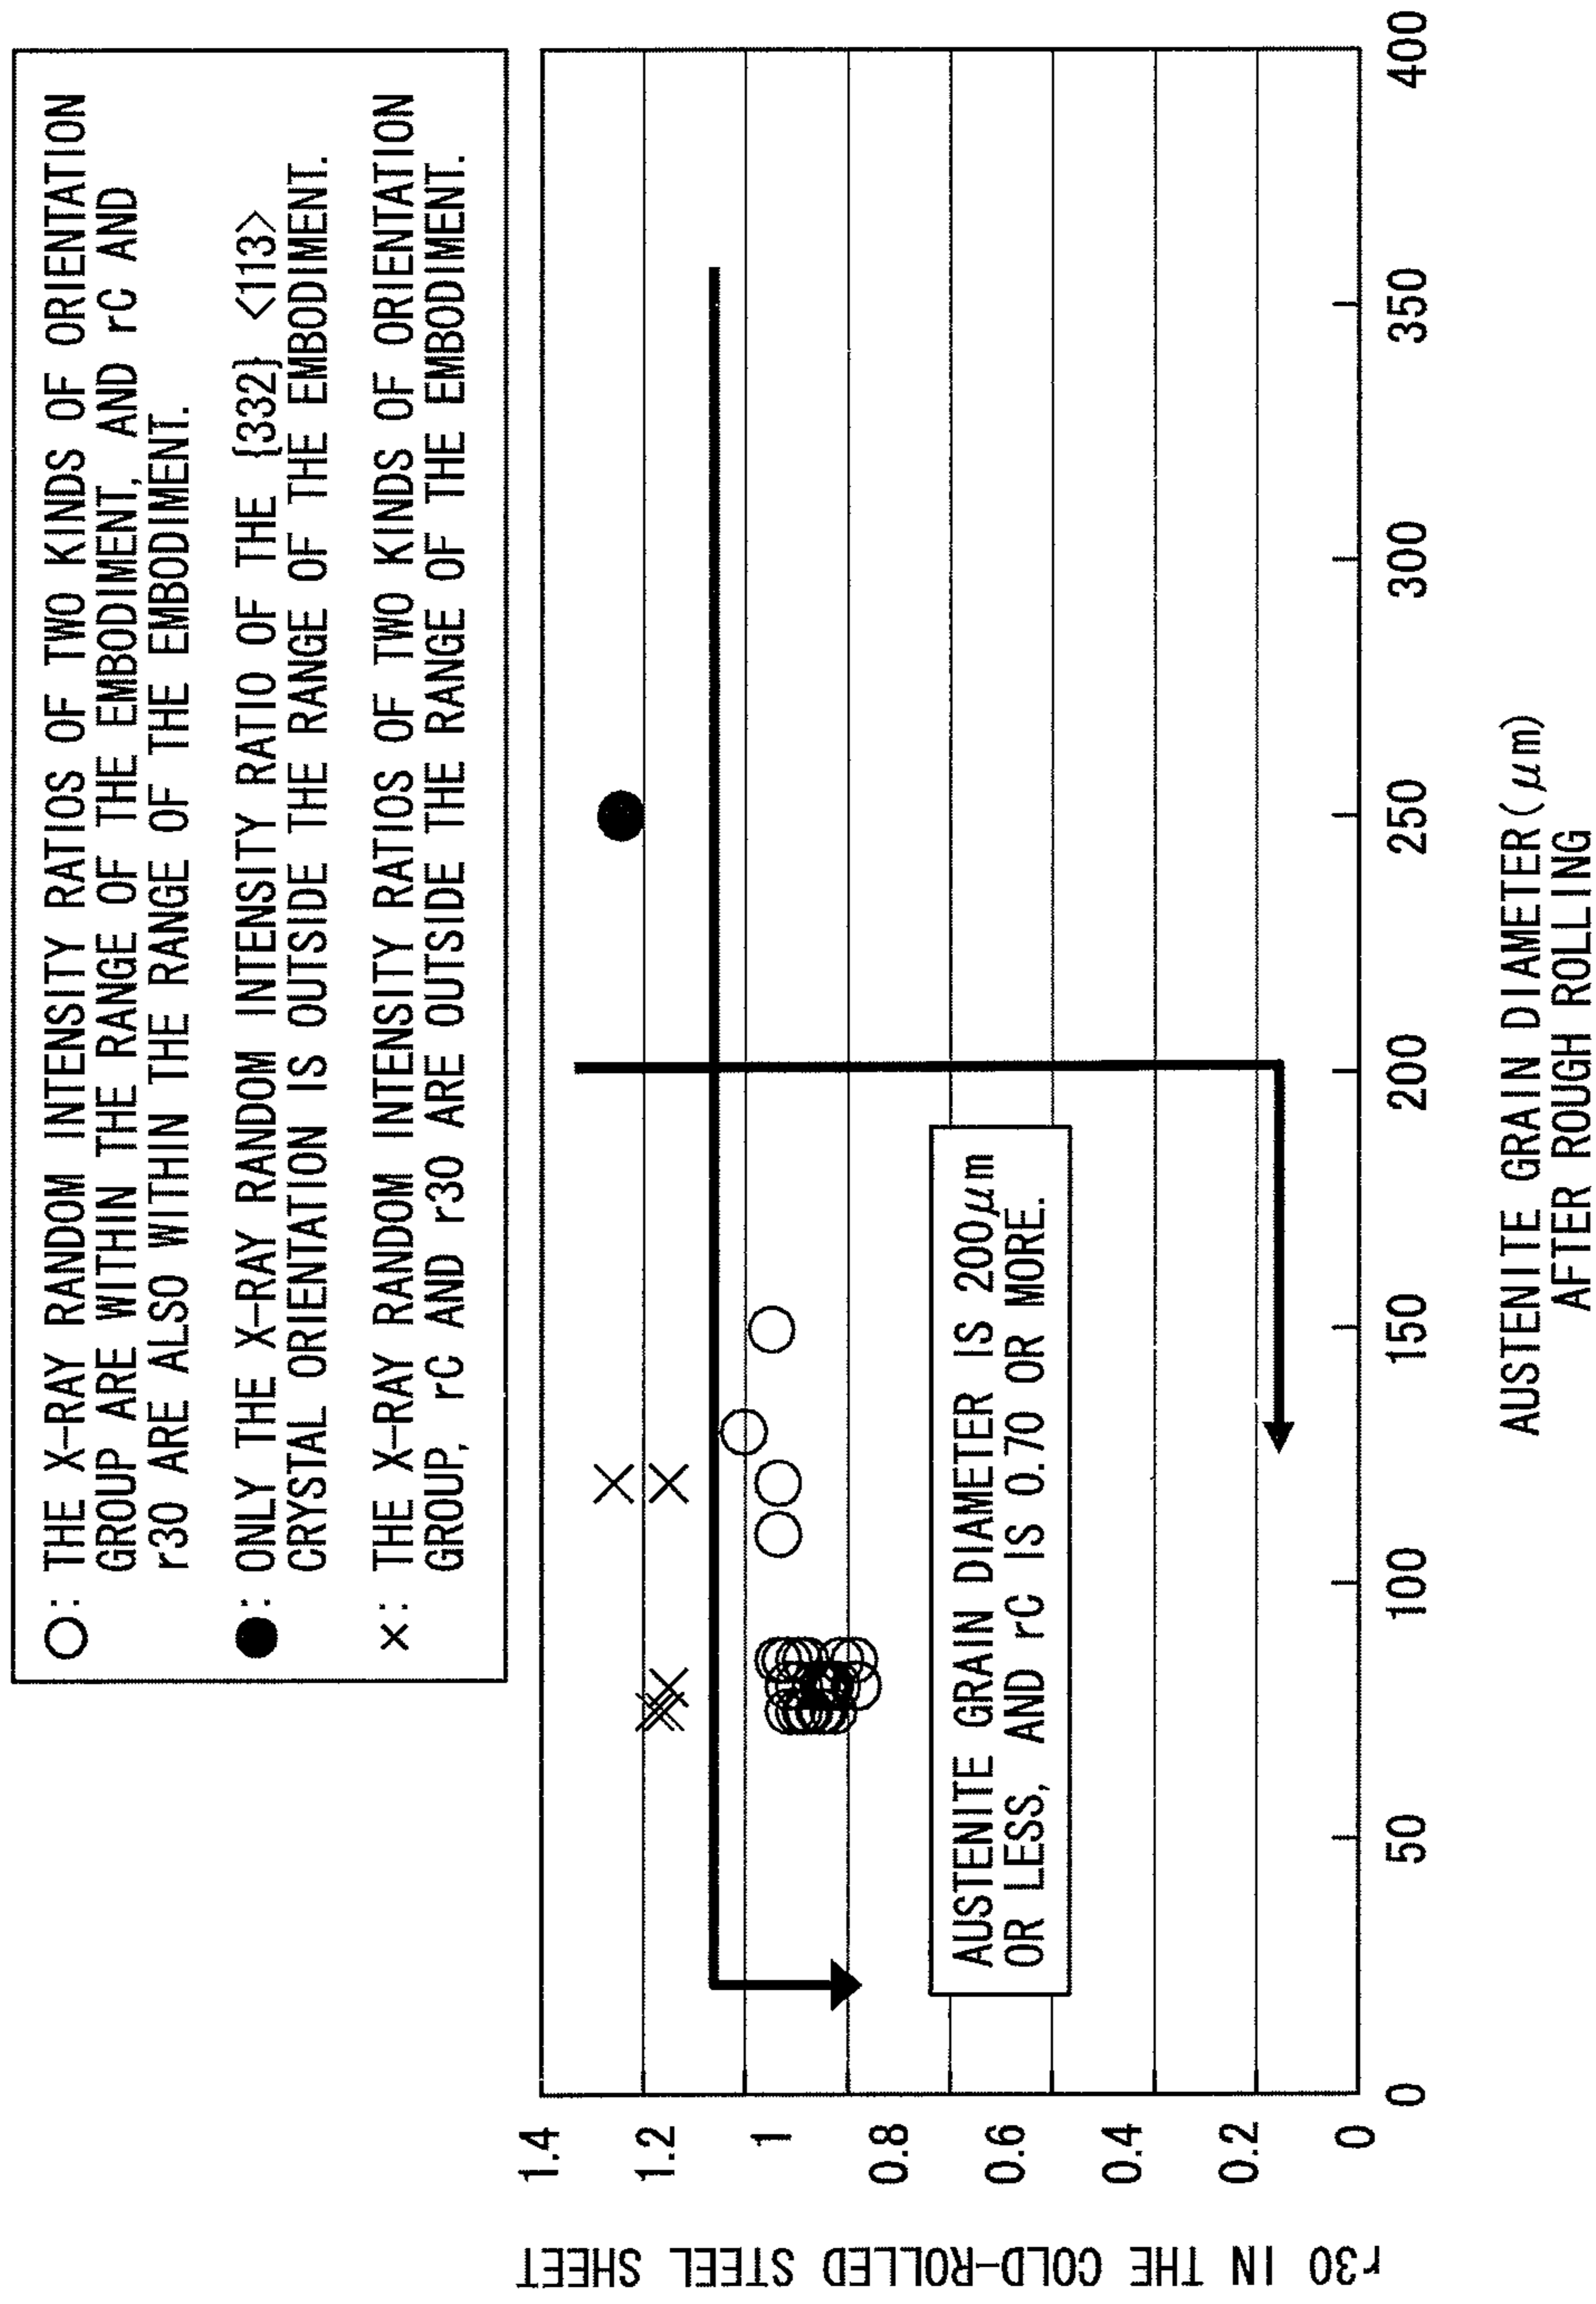 ○: THE X-RAY RANDOM INTENSITY RATIOS OF TWO KINDS OF ORIENTATION
GROUP ARE WITHIN THE RANGE OF THE EMBODIMENT, AND rC AND
r30 ARE ALSO WITHIN THE RANGE OF THE EMBODIMENT.
●: ONLY THE X-RAY RANDOM INTENSITY RATIO OF THE {332} <113>
CRYSTAL ORIENTATION IS OUTSIDE THE RANGE OF THE EMBODIMENT.
×: THE X-RAY RANDOM INTENSITY RATIOS OF TWO KINDS OF ORIENTATION
GROUP, rC AND r30 ARE OUTSIDE THE RANGE OF THE EMBODIMENT.
r30 IN THE COLD-ROLLED STEEL SHEET
1.4
1.2
1
0.8
0.6
0.4
0.2
0
AUSTENITE GRAIN DIAMETER IS 200μm
OR LESS, AND rC IS 0.70 OR MORE.
0
50
100
150
200
250
300
350
400
AUSTENITE GRAIN DIAMETER(μm)
AFTER ROUGH ROLLING